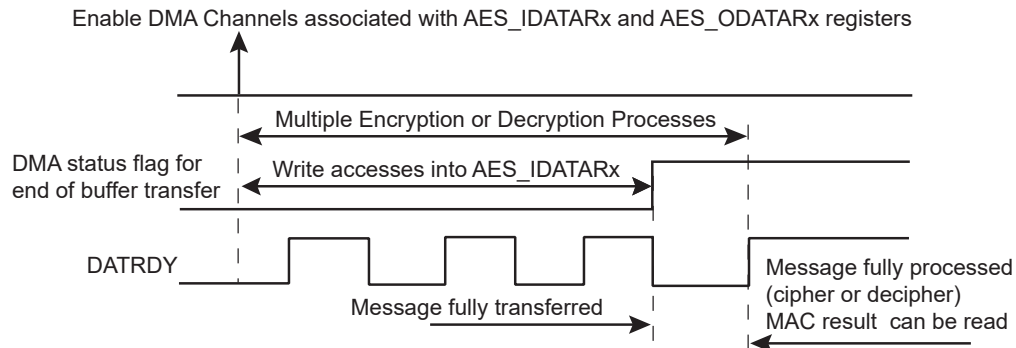 Enable DMA Channels associated with AES_IDATARx and AES_ODATARx registers
Multiple Encryption or Decryption Processes
DMA status flag for
end of buffer transfer
Write accesses into AES_IDATARx
DATRDY
Message fully transferred
Message fully processed
(cipher or decipher)
MAC result can be read